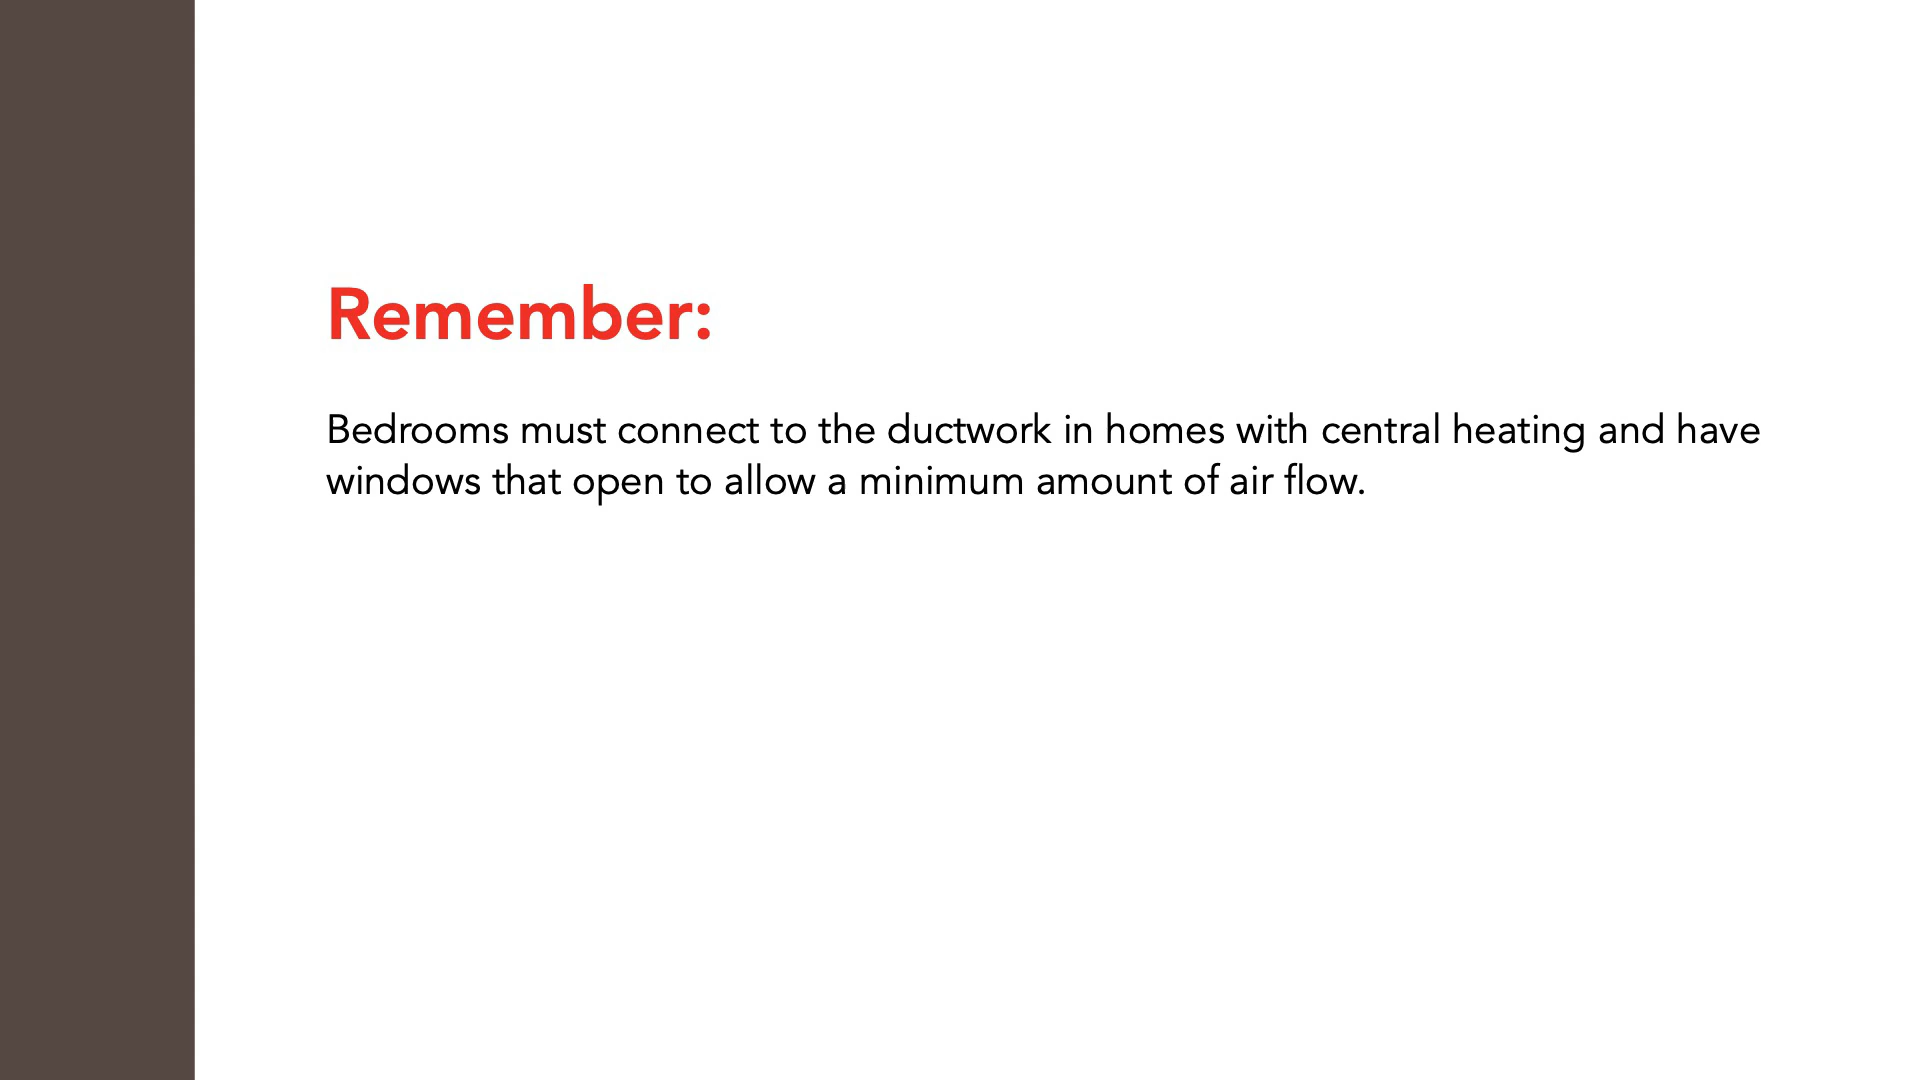 Remember:
Bedrooms must connect to the ductwork in homes with central heating and have
windows that open to allow a minimum amount of air flow.